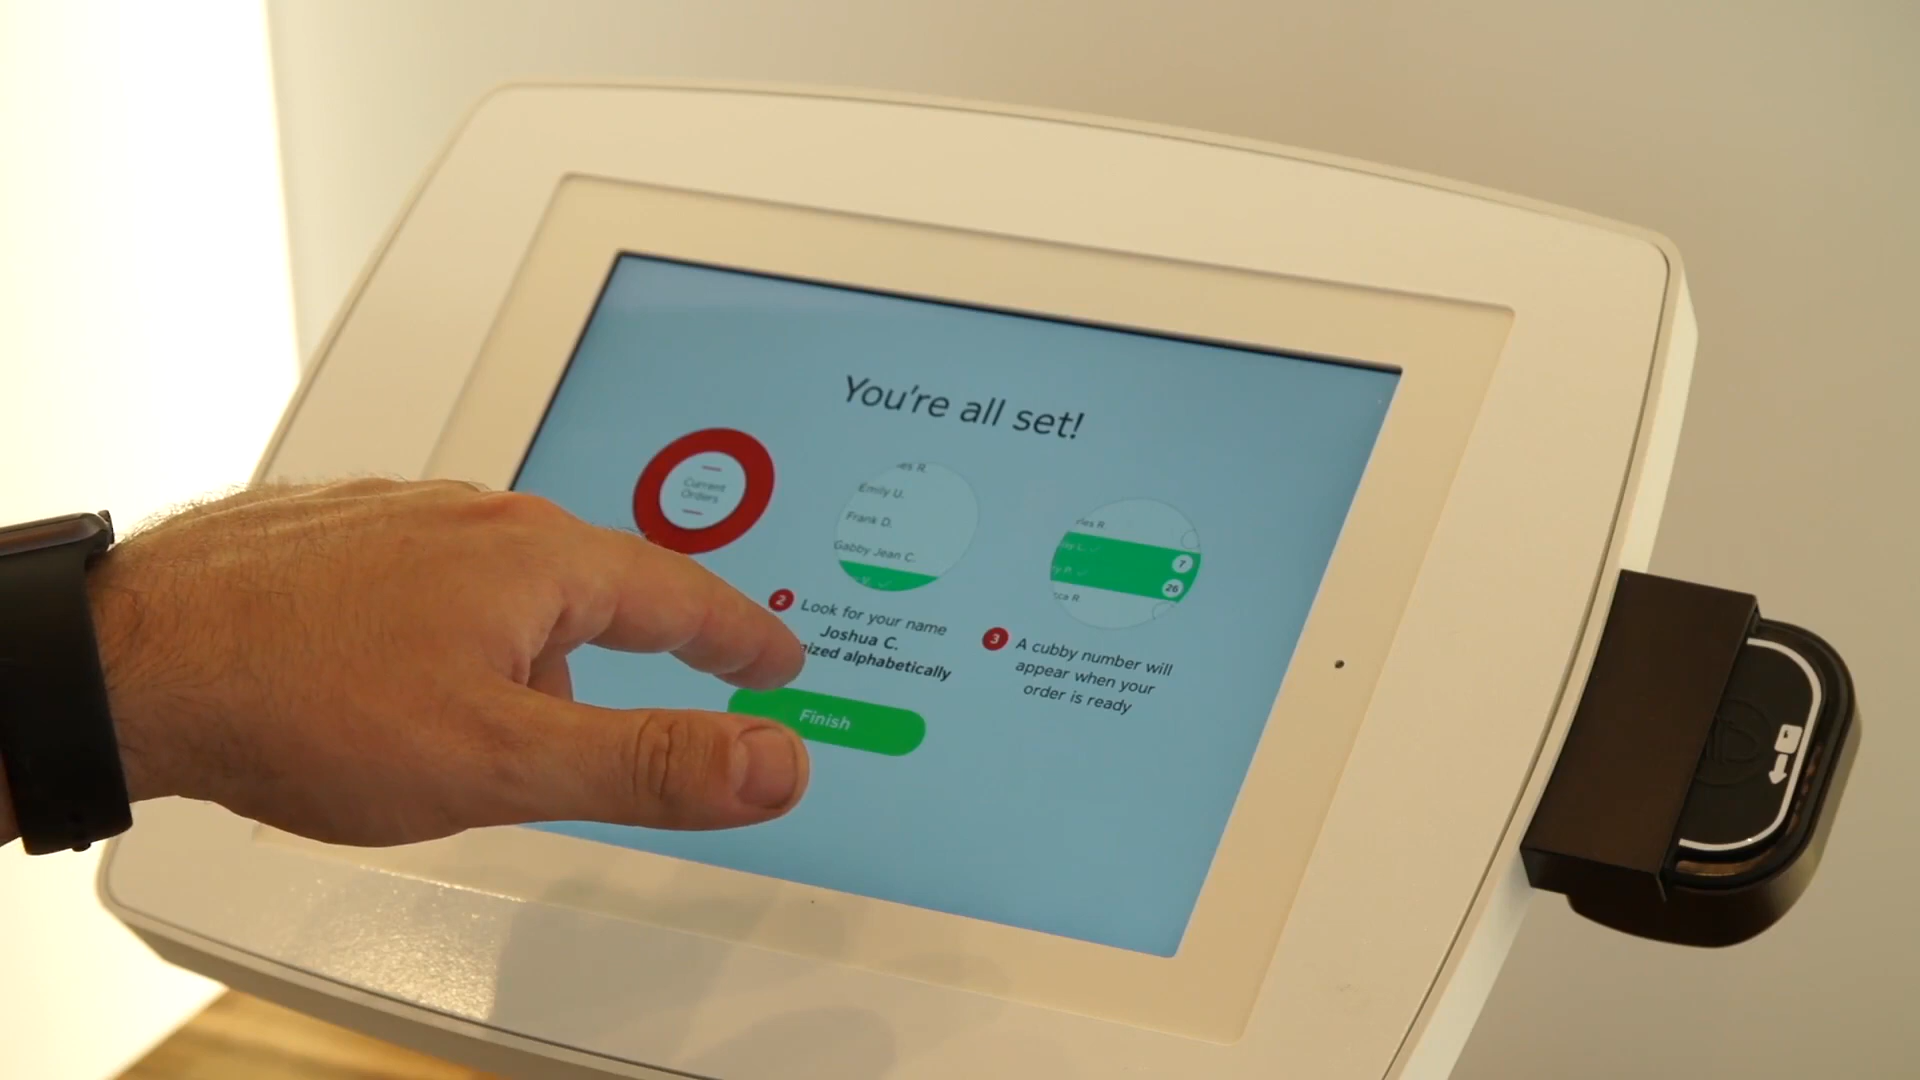 You're all set!
Current
Orders
Emily U.
Frank D.
Gabby Jean C.
2
Look for your name
Joshua C.
alphabetically
Finish
7
26
3
A cubby number will
appear when your
order is ready